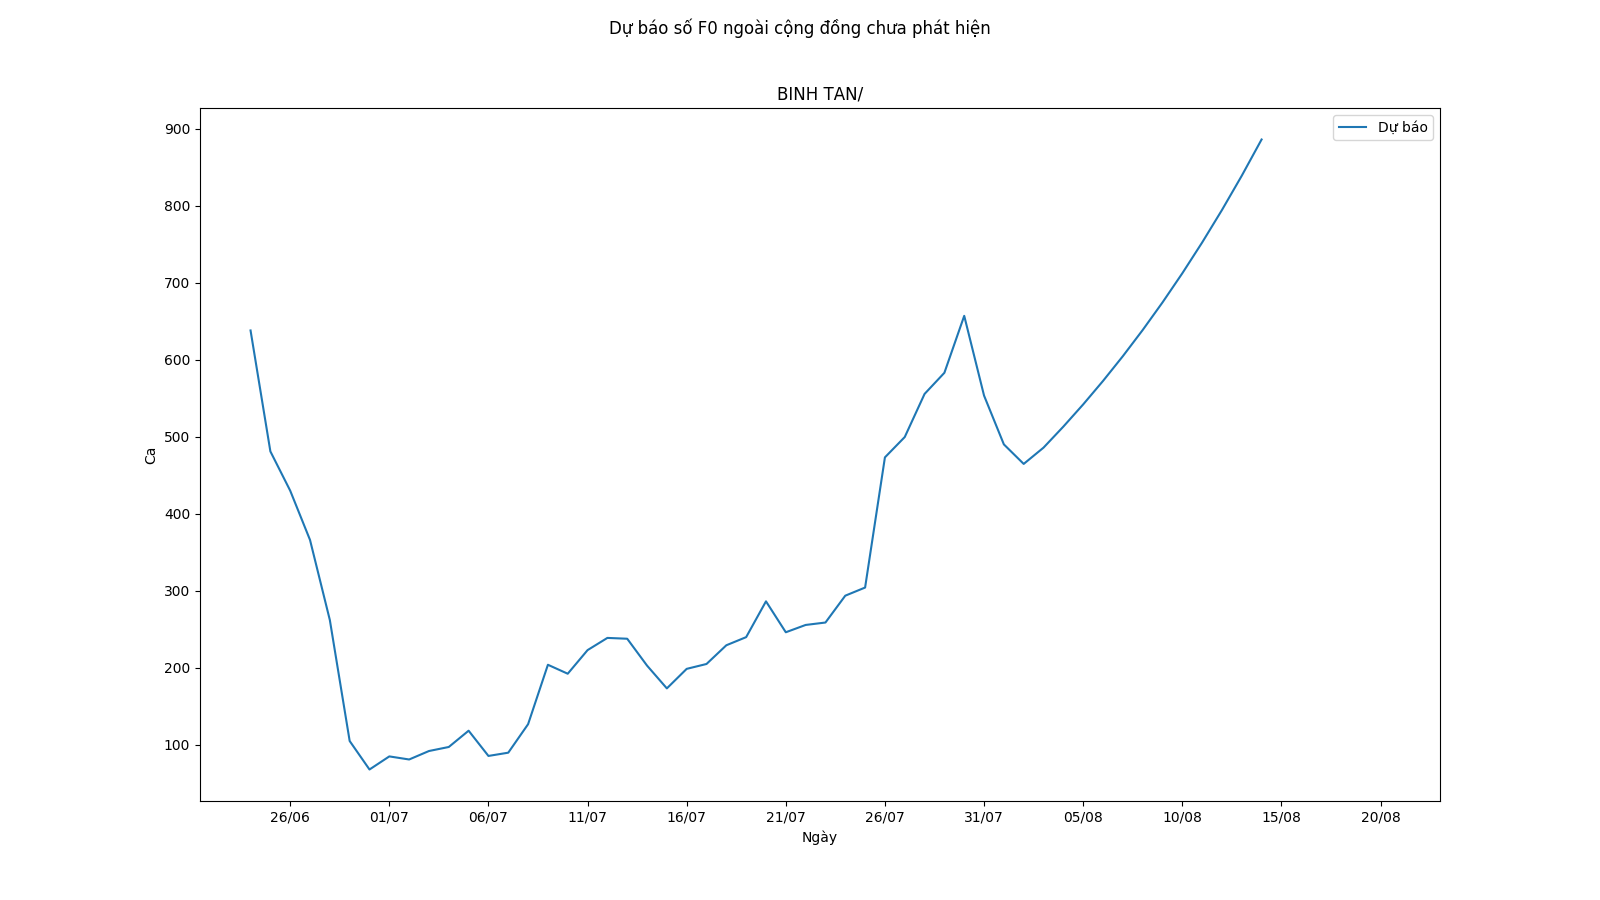 Dự báo số F0 ngoài cộng đồng chưa phát hiện
BINH TAN/
Dự báo
900
800
700
600
500
400
300
200
100
Ca
26/06 01/07 06/07 11/07 16/07 21/07 26/07 31/07 05/08 10/08 15/08 20/08
Ngày